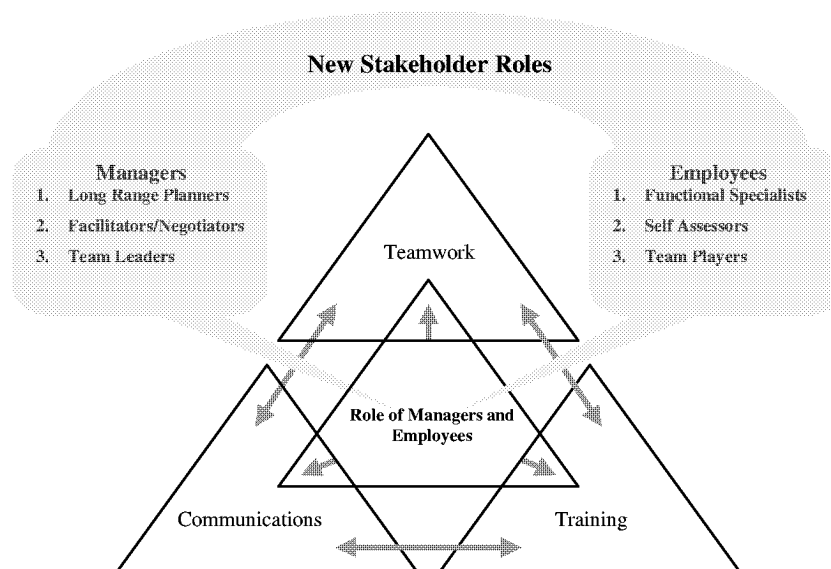 New Stakeholder Roles
Managers
1. Long Range Planners
2. Facilitators/Negotiators
3. Team Leaders
Employees
1. Functional Specialists
2. Self Assessors
3. Team Players
Teamwork
Role of Managers and
Employees
Communications
Training